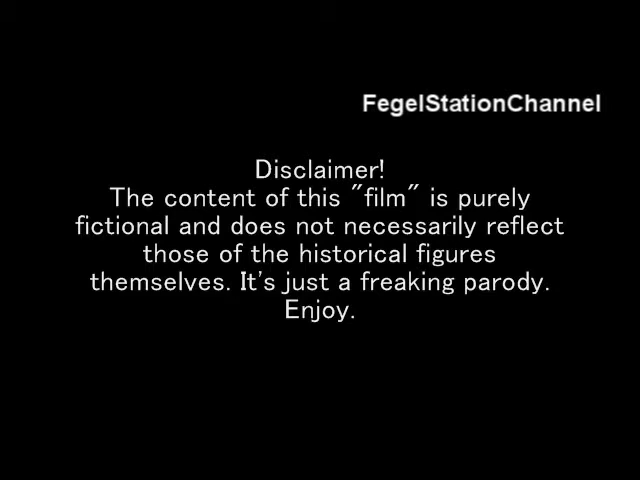 FegelStationChannel
Disclaimer!
The content of this "film" is purely
fictional and does not necessarily reflect
those of the historical figures
themselves. It's just a freaking parody.
Enjoy.